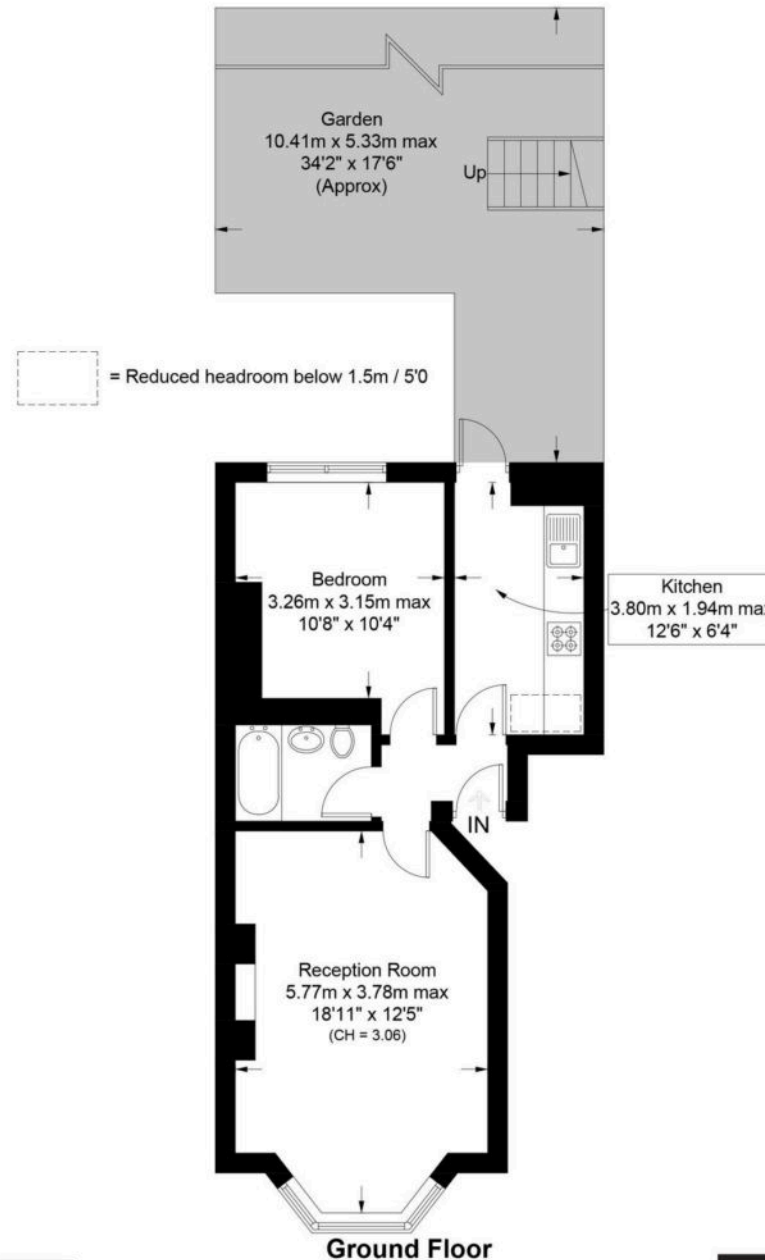 Garden
10.41m x 5.33m max
34'2" x 17'6"
(Approx)
Up
= Reduced headroom below 1.5m / 5'0
Bedroom
3.26m x 3.15m max
10'8" x 10'4"
Kitchen
3.80m x 1.94m max
12'6" x 6'4"
IN
Reception Room
5.77m x 3.78m max
18'11" x 12'5"
(CH = 3.06)
Ground Floor